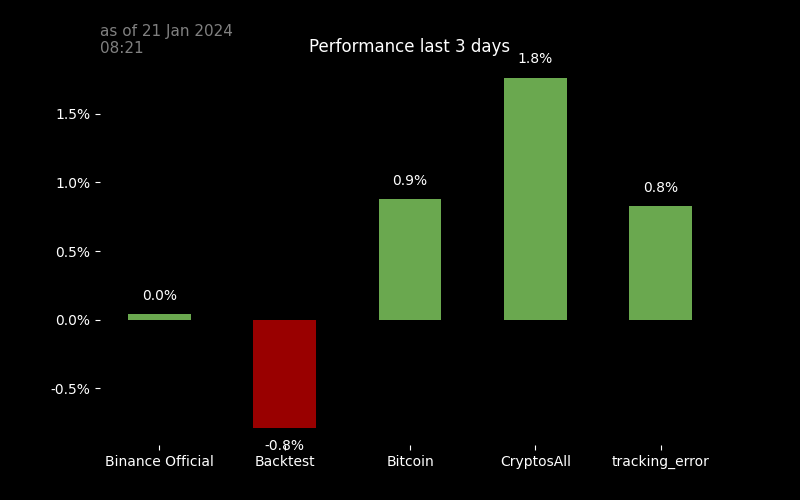 as of 21 Jan 2024
08:21
Performance last 3 days
1.8%
1.5%
1.0%
0.9%
0.8%
0.5%
0.0%
0.0%
-0.5%
-0.8%
Binance Official
Backtest
Bitcoin
CryptosAll
tracking_error